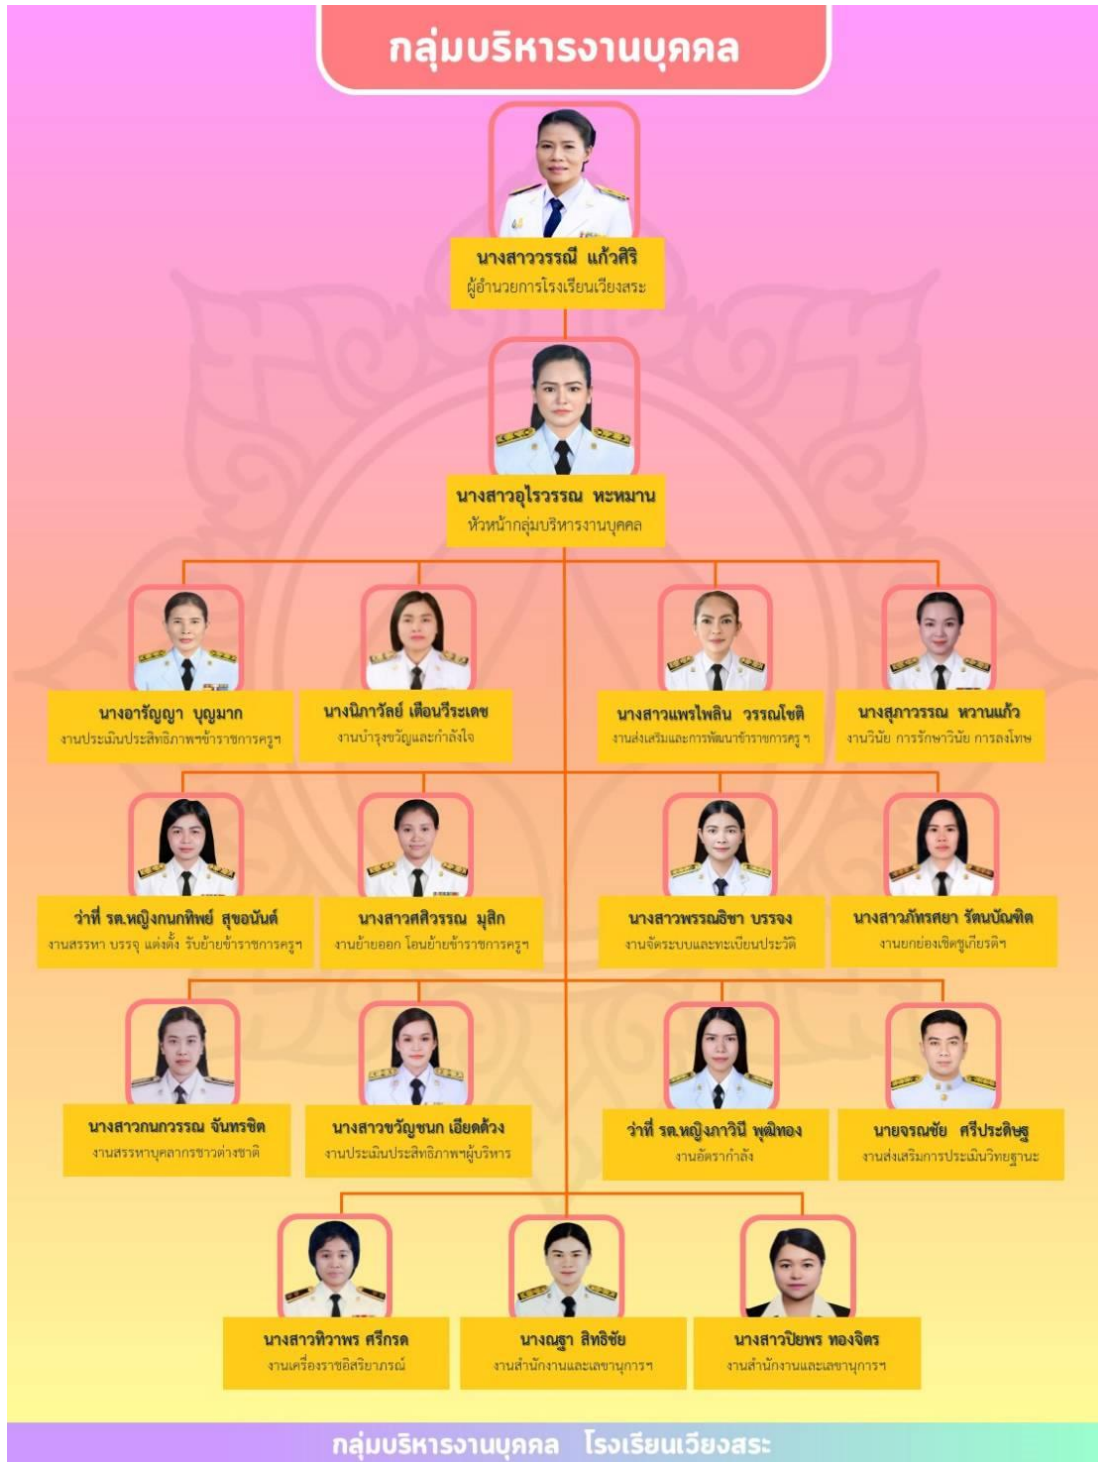 กลุ่มบริหารงานบุคคล
นางสาววรรณี แก้วศิริ
ผู้อำนวยการโรงเรียนเวียงสระ
นางสาวอุไรวรรณ หะหมาน
หัวหน้ากลุ่มบริหารงานบุคคล
นางอารัญญา บุญมาก
งานประเมินประสิทธิภาพฯข้าราชการครูฯ
นางนิภาวัลย์ เตือนวีระเดช
งานบำรุงขวัญและกำลังใจ
นางสาวแพรไพลิน วรรณโชติ
งานส่งเสริมและการพัฒนาข้าราชการครู ฯ
นางสุภาวรรณ หวานแก้ว
งานวินัย การรักษาวินัย การลงโทษ
ว่าที่ รต.หญิงกนกทิพย์ สุขอนันต์
งานสรรหา บรรจุ แต่งตั้ง รับย้ายข้าราชการครูฯ
นางสาวศศิวรรณ มุสิก
งานย้ายออก โอนย้ายข้าราชการครูฯ
นางสาวพรรณธิชา บรรจง
งานจัดระบบและทะเบียนประวัติ
นางสาวภัทรศยา รัตนบัณฑิต
งานยกย่องเชิดชูเกียรติฯ
นางสาวกนกวรรณ จันทรชิต
งานสรรหาบุคลากรชาวต่างชาติ
นางสาวขวัญชนก เอียดด้วง
งานประเมินประสิทธิภาพฯผู้บริหาร
ว่าที่ รต.หญิงภาวินี พุฒิทอง
งานอัตรากำลัง
นายจรณชัย ศรีประดิษฐ
งานส่งเสริมการประเมินวิทยฐานะ
นางสาวทิวาพร ศรีกรด
งานเครื่องราชอิสริยาภรณ์
นางณฐา สิทธิชัย
งานสำนักงานและเลขานุการฯ
นางสาวปิยพร ทองจิตร
งานสำนักงานและเลขานุการฯ
กลุ่มบริหารงานบุคคล โรงเรียนเวียงสระ